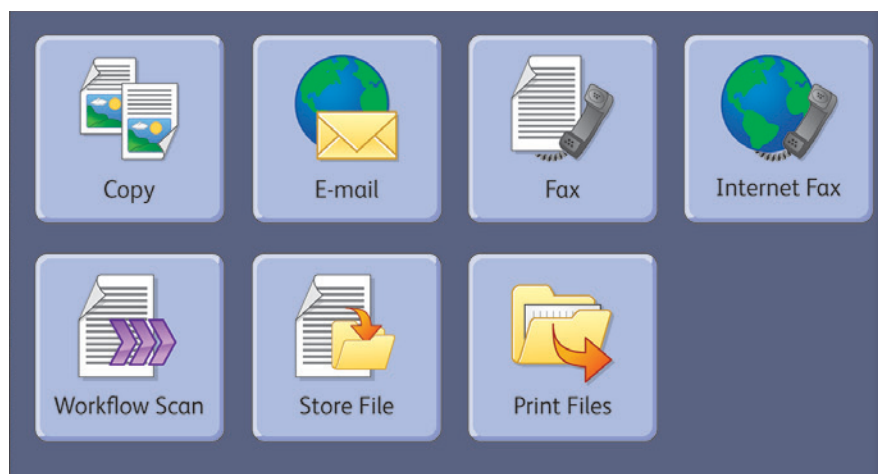 Copy
E-mail
Fax
Internet Fax
Workflow Scan
Store File
Print Files